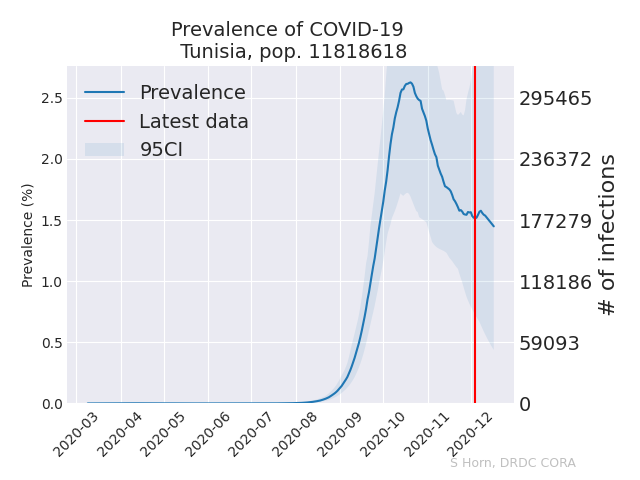 Prevalence of COVID-19
Tunisia, pop. 11818618
Prevalence
Latest data
95CI
Prevalence (%)
2.5
2.0
1.5
1.0
0.5
0.0
295465
236372
177279
118186
59093
0
# of infections
2020-03
2020-04
2020-05
2020-06
2020-07
2020-08
2020-09
2020-10
2020-11
2020-12
S Horn, DRDC CORA